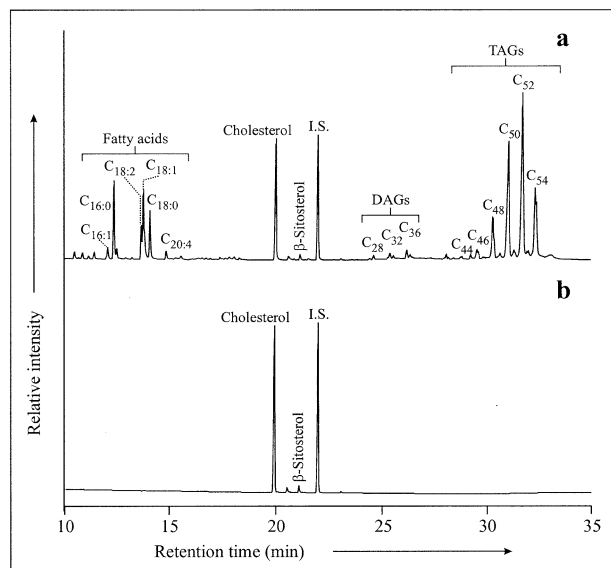 a
TAGs
C52
Fatty acids
Cholesterol
I.S.
C50
C18:2
C18:1
C16:0
C18:0
C54
β-Sitosterol
DAGs
C48
C16:1
C20:4
C28
C32
C36
C44
C46
b
Cholesterol
I.S.
β-Sitosterol
Relative intensity
10 15 20 25 30 35
Retention time (min)